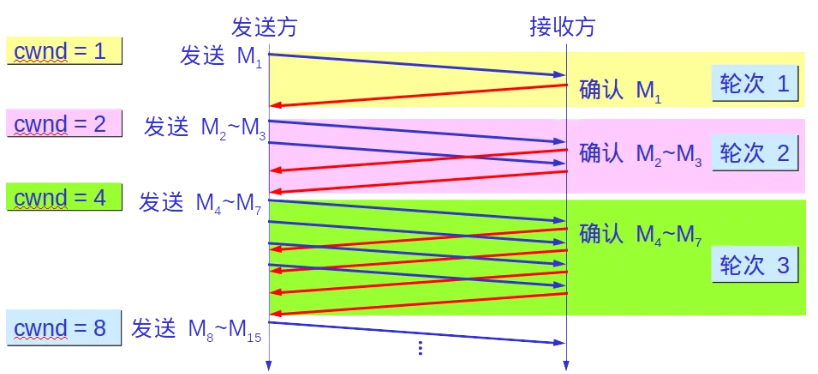 发送方 接收方
cwnd = 1 发送 M1
确认 M1 轮次 1
cwnd = 2 发送 M2~M3
确认 M2~M3 轮次 2
cwnd = 4 发送 M4~M7
确认 M4~M7
轮次 3
cwnd = 8 发送 M8~M15
⋮